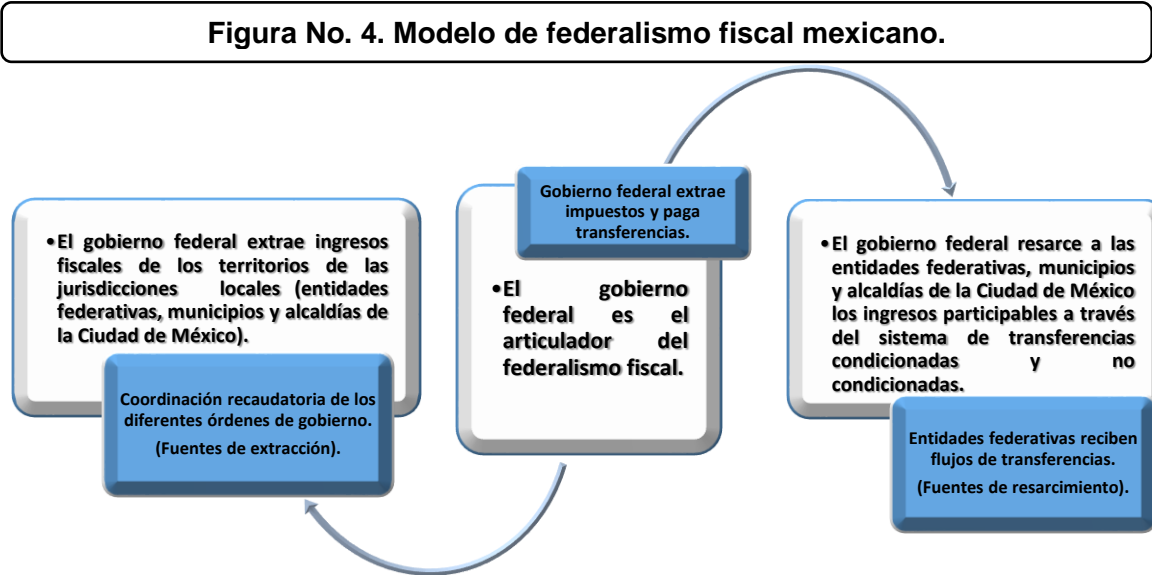 Figura No. 4. Modelo de federalismo fiscal mexicano.
•El gobierno federal extrae ingresos
fiscales de los territorios de las
jurisdicciones locales (entidades
federativas, municipios y alcaldías de
la Ciudad de México).
Coordinación recaudatoria de los
diferentes órdenes de gobierno.
(Fuentes de extracción).
Gobierno federal extrae
impuestos y paga
transferencias.
•El gobierno
federal es el
articulador del
federalismo fiscal.
•El gobierno federal resarce a las
entidades federativas, municipios
y alcaldías de la Ciudad de México
los ingresos participables a través
del sistema de transferencias
condicionadas y no
condicionadas.
Entidades federativas reciben
flujos de transferencias.
(Fuentes de resarcimiento).